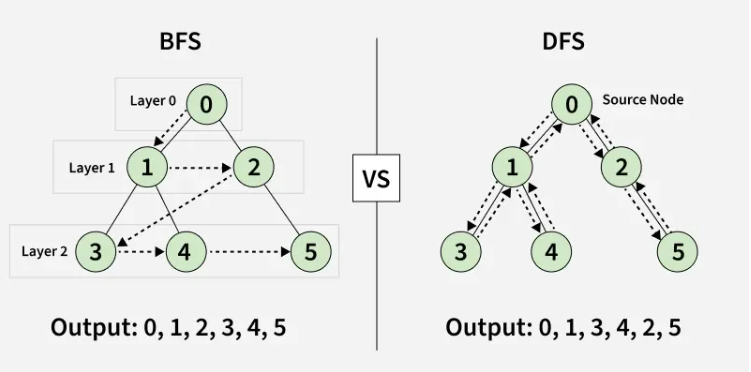 BFS
Layer 0
0
Layer 1
1
2
Layer 2
3
4
5
Output: 0, 1, 2, 3, 4, 5
VS
DFS
0
Source Node
1
2
3
4
5
Output: 0, 1, 3, 4, 2, 5